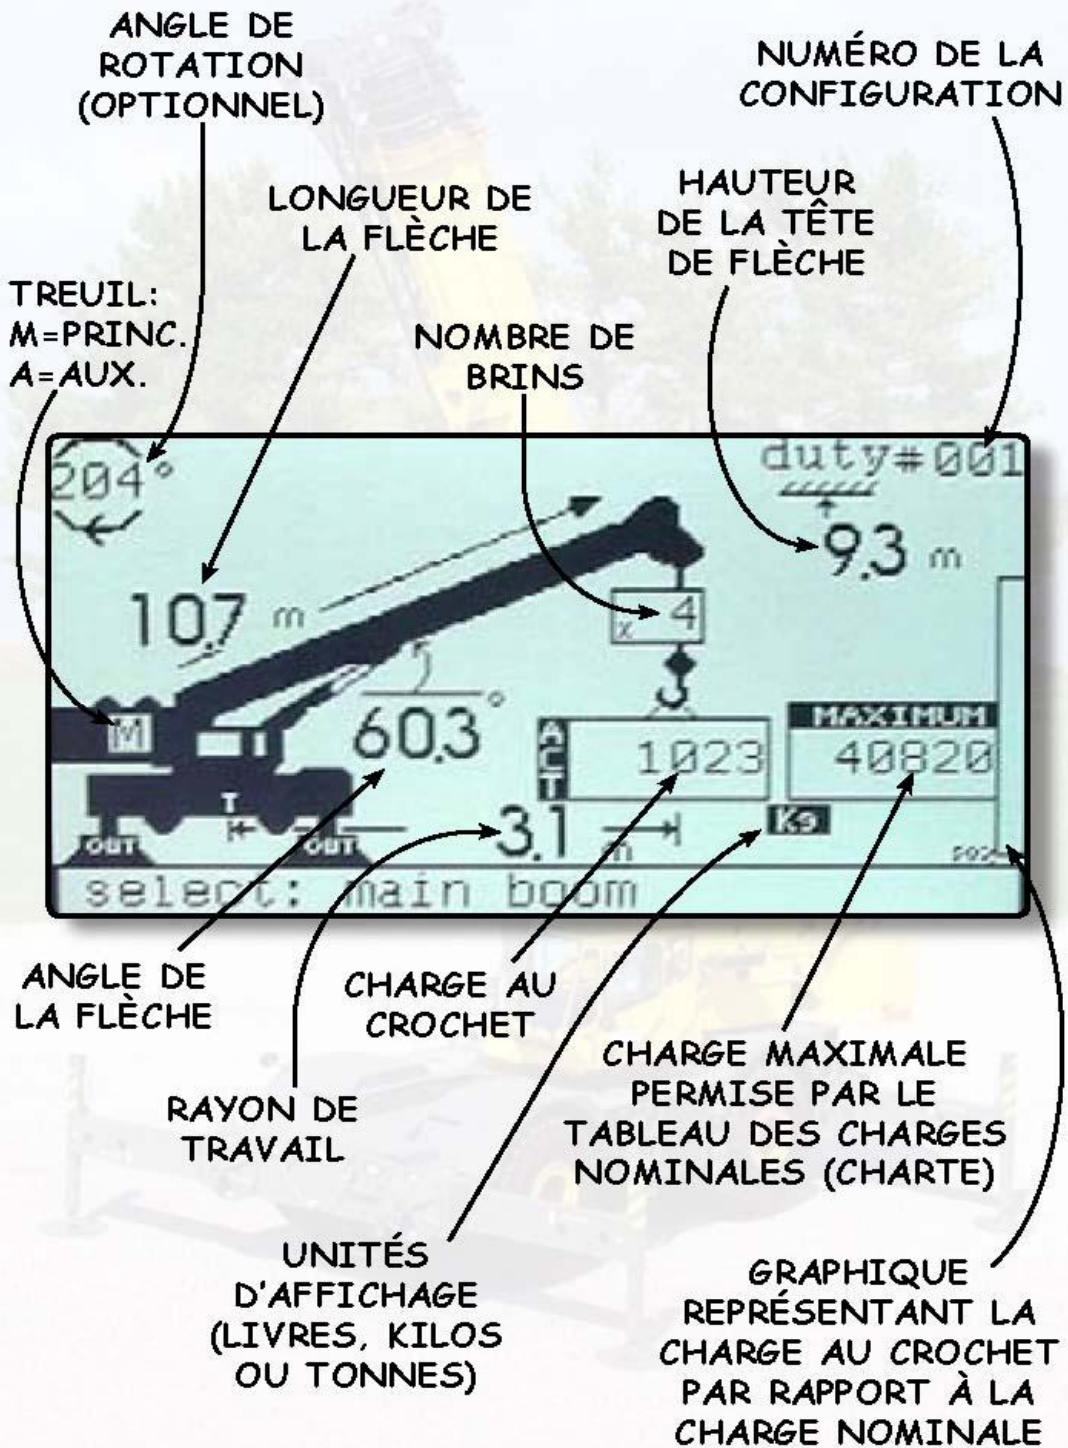 ANGLE DE
ROTATION
(OPTIONNEL)
NUMÉRO DE LA
CONFIGURATION
LONGUEUR DE
LA FLÈCHE
HAUTEUR
DE LA TÊTE
DE FLÈCHE
TREUIL:
M=PRINC.
A=AUX.
NOMBRE DE
BRINS
204°
duty#001
9.3 m
10.7 m
x 4
M
60.3°
ACT
1023
MAXIMUM
40820
T
3.1 m
Kg
OUT
OUT
select: main boom
ANGLE DE
LA FLÈCHE
CHARGE AU
CROCHET
RAYON DE
TRAVAIL
CHARGE MAXIMALE
PERMISE PAR LE
TABLEAU DES CHARGES
NOMINALES (CHARTE)
UNITÉS
D'AFFICHAGE
(LIVRES, KILOS
OU TONNES)
GRAPHIQUE
REPRÉSENTANT LA
CHARGE AU CROCHET
PAR RAPPORT À LA
CHARGE NOMINALE